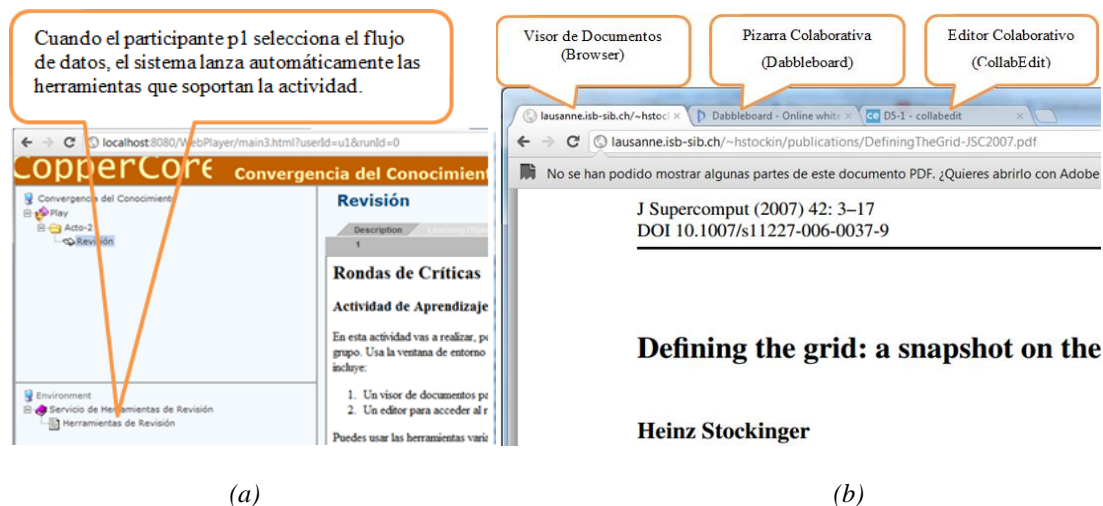 Cuando el participante p1 selecciona el flujo
de datos, el sistema lanza automáticamente las
herramientas que soportan la actividad.
localhost:8080/WebPlayer/main3.html?userId=u1&runId=0
CopperCore Convergencia del Conocimien
Convergencia del Conocimiento
Play
Acto-2
Revisión
Environment
Servicio de Herramientas de Revisión
Herramientas de Revisión
Revisión
Description Learning Obje
1
Rondas de Críticas
Actividad de Aprendizaje
En esta actividad vas a realizar, po
grupo. Usa la ventana de entorno
incluye:
1. Un visor de documentos pa
2. Un editor para acceder al r
Puedes usar las herramientas varia
(a)
Visor de Documentos
(Browser)
Pizarra Colaborativa
(Dabbleboard)
Editor Colaborativo
(CollabEdit)
lausanne.isb-sib.ch/~hstocl Dabbleboard - Online white ce D5-1 - collabedit
lausanne.isb-sib.ch/~hstockin/publications/DefiningTheGrid-JSC2007.pdf
No se han podido mostrar algunas partes de este documento PDF. ¿Quieres abrirlo con Adobe
J Supercomput (2007) 42: 3–17
DOI 10.1007/s11227-006-0037-9
Defining the grid: a snapshot on the
Heinz Stockinger
(b)